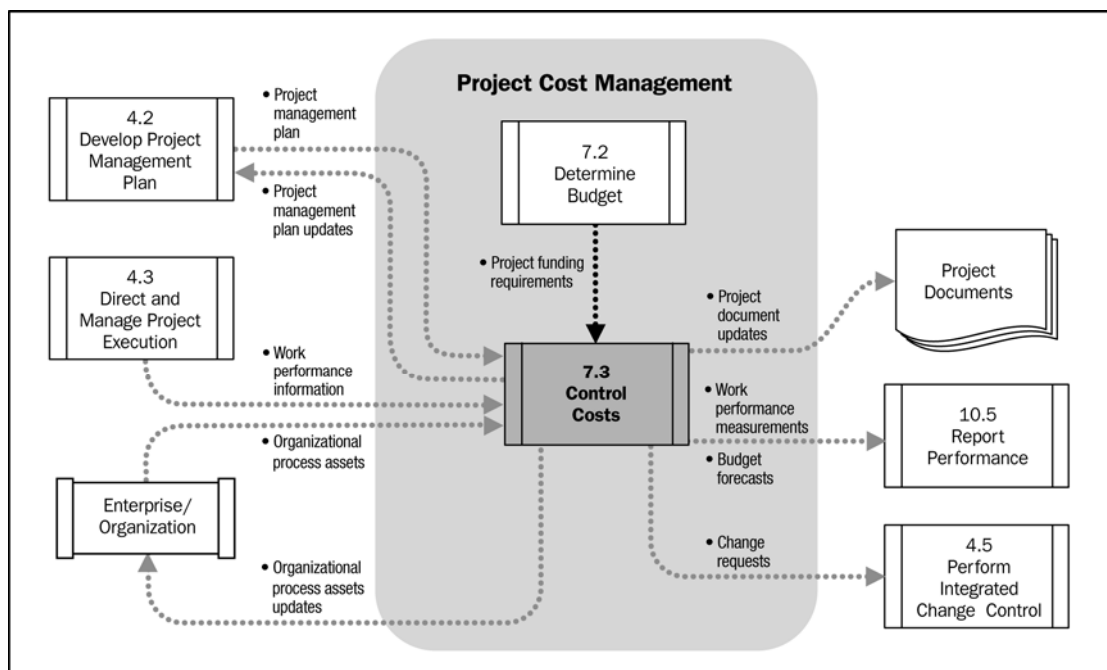 Project Cost Management
4.2
Develop Project
Management
Plan
• Project
management
plan
• Project
management
plan updates
7.2
Determine
Budget
• Project funding
requirements
4.3
Direct and
Manage Project
Execution
• Work
performance
information
• Organizational
process assets
Enterprise/
Organization
• Organizational
process assets
updates
7.3
Control
Costs
• Project
document
updates
Project
Documents
• Work
performance
measurements
• Budget
forecasts
10.5
Report
Performance
• Change
requests
4.5
Perform
Integrated
Change Control